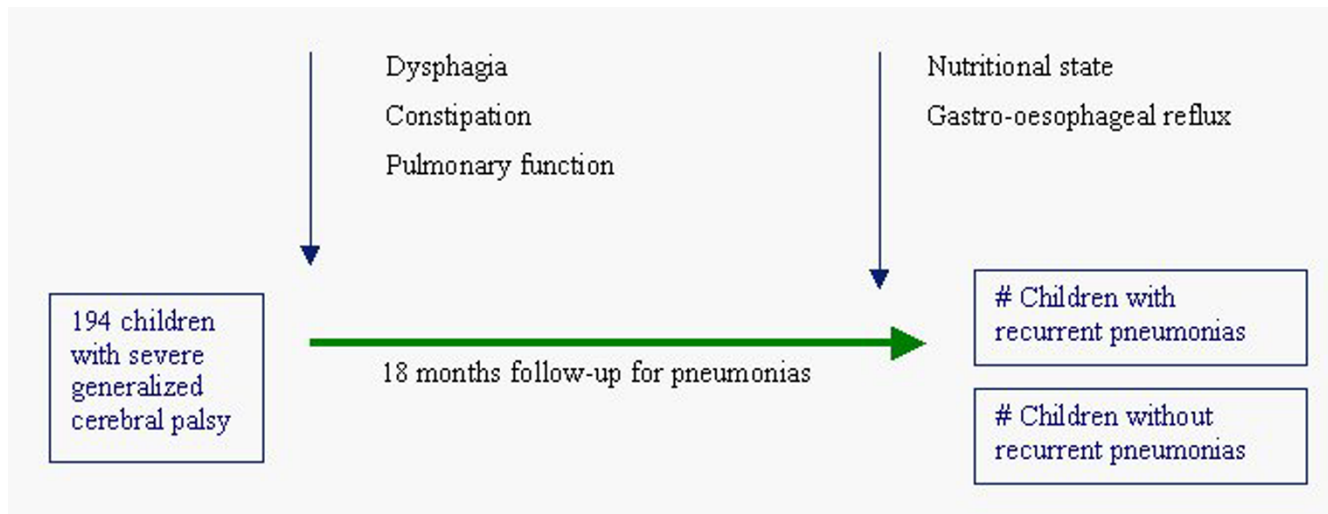 Dysphagia
Constipation
Pulmonary function
Nutritional state
Gastro-oesophageal reflux
194 children
with severe
generalized
cerebral palsy
18 months follow-up for pneumonias
# Children with
recurrent pneumonias
# Children without
recurrent pneumonias